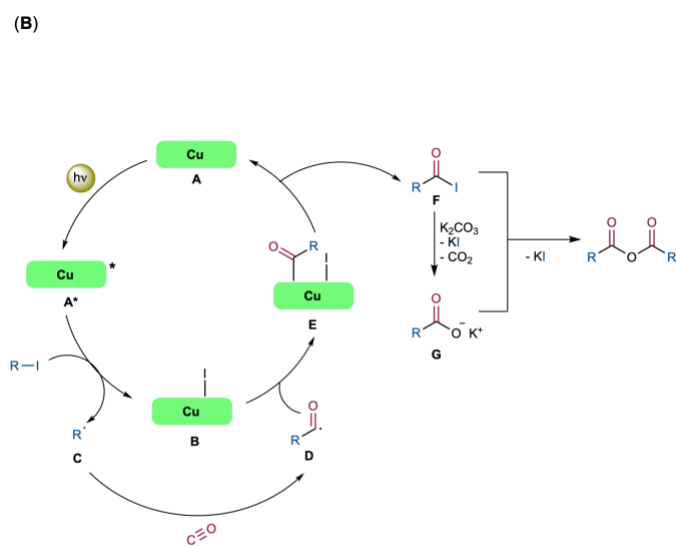 (B)
Cu
A
hν
Cu
*
A*
R—I
R·
C
I
Cu
B
C≡O
O
R
·
D
O
R
I
Cu
E
O
R
I
F
K₂CO₃
- KI
- CO₂
O
R
O⁻ K⁺
G
- KI
O
O
R
O
R